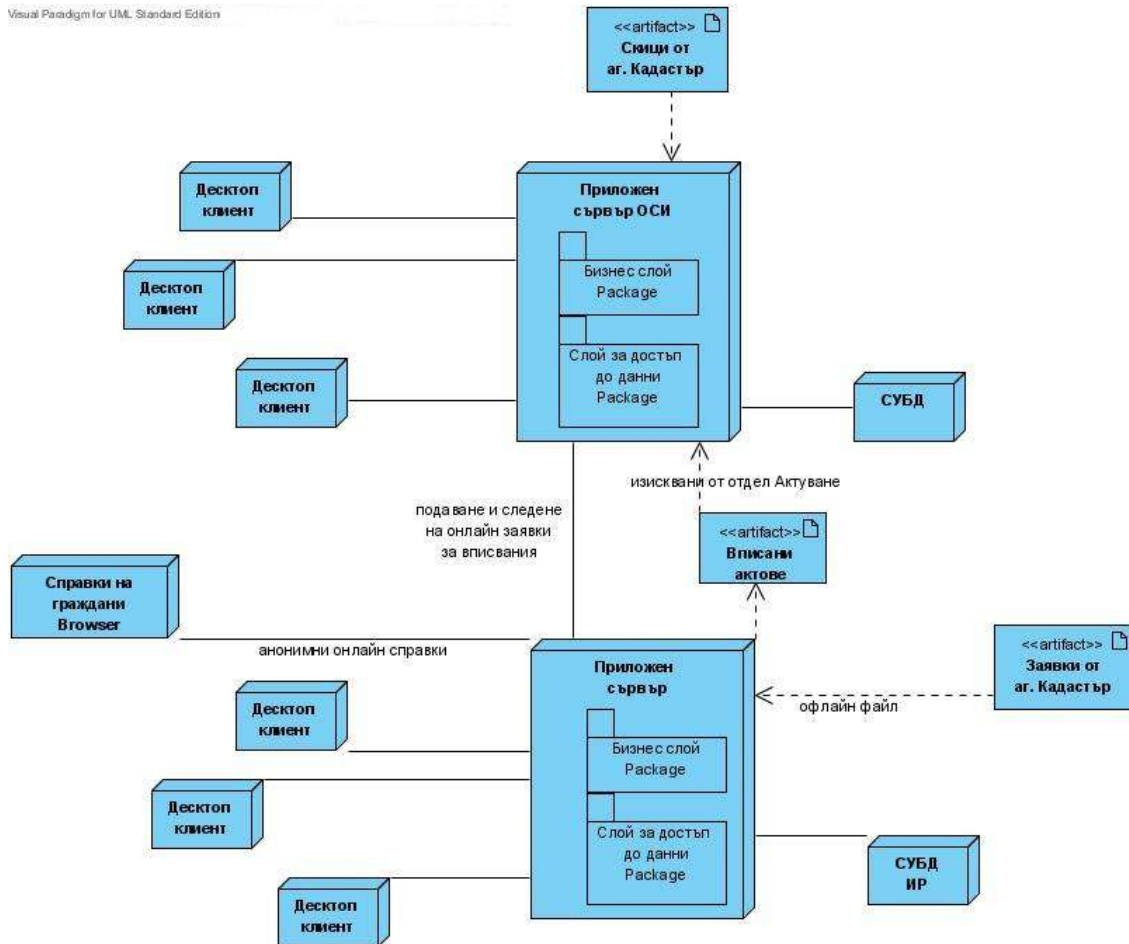 Visual Paradigm for UML Standard Edition
<<artifact>>
Скици от
аг. Кадастър
Десктоп
клиент
Десктоп
клиент
Десктоп
клиент
Приложен
сървър ОСИ
Бизнес слой
Package
Слой за достъп
до данни
Package
СУБД
изисквани от отдел Актуване
подаване и следене
на онлайн заявки
за вписвания
<<artifact>>
Вписани
актове
Справки на
граждани
Browser
анонимни онлайн справки
<<artifact>>
Заявки от
аг. Кадастър
офлайн файл
Приложен
сървър
Десктоп
клиент
Десктоп
клиент
Десктоп
клиент
Бизнес слой
Package
Слой за достъп
до данни
Package
СУБД
ИР